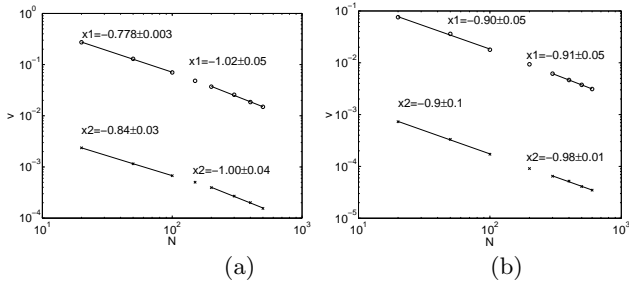 10^0
10^-1
10^-2
10^-3
10^-4
10^1
10^2
10^3
v
N
x1=-0.778±0.003
x1=-1.02±0.05
x2=-0.84±0.03
x2=-1.00±0.04
(a)
10^-1
10^-2
10^-3
10^-4
10^-5
10^1
10^2
10^3
v
N
x1=-0.90±0.05
x1=-0.91±0.05
x2=-0.9±0.1
x2=-0.98±0.01
(b)